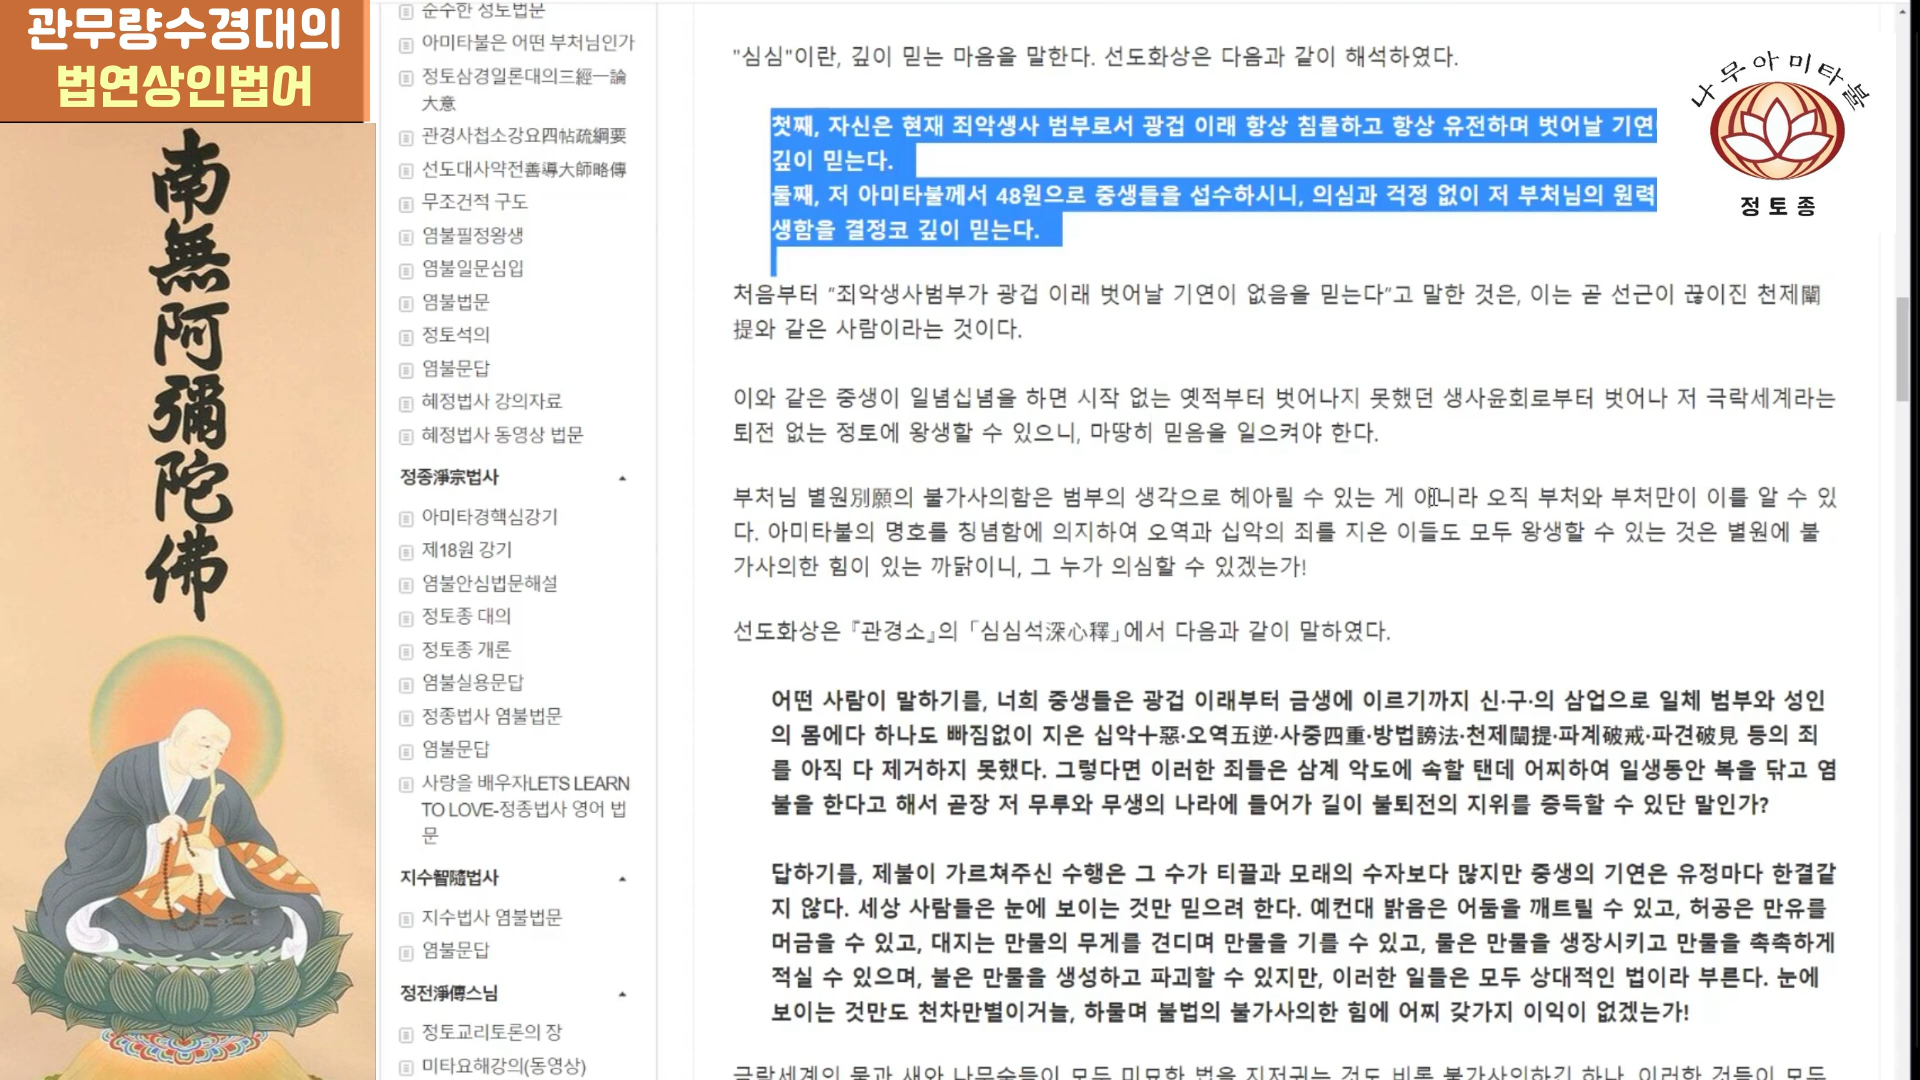 관무량수경대의
법연상인법어
南無阿彌陀佛
순수한 정토법문
아미타불은 어떤 부처님인가
정토삼경일론대의三經一論
大意
관경사첩소강요四帖疏綱要
선도대사약전善導大師略傳
무조건적 구도
염불필정왕생
염불일문심입
염불법문
정토석의
염불문답
혜정법사 강의자료
혜정법사 동영상 법문
정종淨宗법사
아미타경핵심강기
제18원 강기
염불안심법문해설
정토종 대의
정토종 개론
염불실용문답
정종법사 염불법문
염불문답
사랑을 배우자LETS LEARN
TO LOVE-정종법사 영어 법
문
지수智隨법사
지수법사 염불법문
염불문답
정전淨傳스님
정토교리토론의 장
미타요해강의(동영상)
"심심"이란, 깊이 믿는 마음을 말한다. 선도화상은 다음과 같이 해석하였다.
첫째, 자신은 현재 죄악생사 범부로서 광겁 이래 항상 침몰하고 항상 유전하며 벗어날 기연
깊이 믿는다.
둘째, 저 아미타불께서 48원으로 중생들을 섭수하시니, 의심과 걱정 없이 저 부처님의 원력
생함을 결정코 깊이 믿는다.
처음부터 "죄악생사범부가 광겁 이래 벗어날 기연이 없음을 믿는다"고 말한 것은, 이는 곧 선근이 끊이진 천제闡
提와 같은 사람이라는 것이다.
이와 같은 중생이 일념십념을 하면 시작 없는 옛적부터 벗어나지 못했던 생사윤회로부터 벗어나 저 극락세계라는
퇴전 없는 정토에 왕생할 수 있으니, 마땅히 믿음을 일으켜야 한다.
부처님 별원別願의 불가사의함은 범부의 생각으로 헤아릴 수 있는 게 아니라 오직 부처와 부처만이 이를 알 수 있
다. 아미타불의 명호를 칭념함에 의지하여 오역과 십악의 죄를 지은 이들도 모두 왕생할 수 있는 것은 별원에 불
가사의한 힘이 있는 까닭이니, 그 누가 의심할 수 있겠는가!
선도화상은 『관경소』의 「심심석深心釋」에서 다음과 같이 말하였다.
어떤 사람이 말하기를, 너희 중생들은 광겁 이래부터 금생에 이르기까지 신·구·의 삼업으로 일체 범부와 성인
의 몸에다 하나도 빠짐없이 지은 십악十惡·오역五逆·사중四重·방법謗法·천제闡提·파계破戒·파견破見 등의 죄
를 아직 다 제거하지 못했다. 그렇다면 이러한 죄들은 삼계 악도에 속할 탠데 어찌하여 일생동안 복을 닦고 염
불을 한다고 해서 곧장 저 무루와 무생의 나라에 들어가 길이 불퇴전의 지위를 증득할 수 있단 말인가?
답하기를, 제불이 가르쳐주신 수행은 그 수가 티끌과 모래의 수자보다 많지만 중생의 기연은 유정마다 한결같
지 않다. 세상 사람들은 눈에 보이는 것만 믿으려 한다. 예컨대 밝음은 어둠을 깨트릴 수 있고, 허공은 만유를
머금을 수 있고, 대지는 만물의 무게를 견디며 만물을 기를 수 있고, 물은 만물을 생장시키고 만물을 촉촉하게
적실 수 있으며, 불은 만물을 생성하고 파괴할 수 있지만, 이러한 일들은 모두 상대적인 법이라 부른다. 눈에
보이는 것만도 천차만별이거늘, 하물며 불법의 불가사의한 힘에 어찌 갖가지 이익이 없겠는가!
극락세계의 물과 새와 나무숲들이 모두 미묘한 법을 지저귀는 것도 비록 불가사의하긴 하나, 이러한 것들이 모두
나무아미타불
정토종